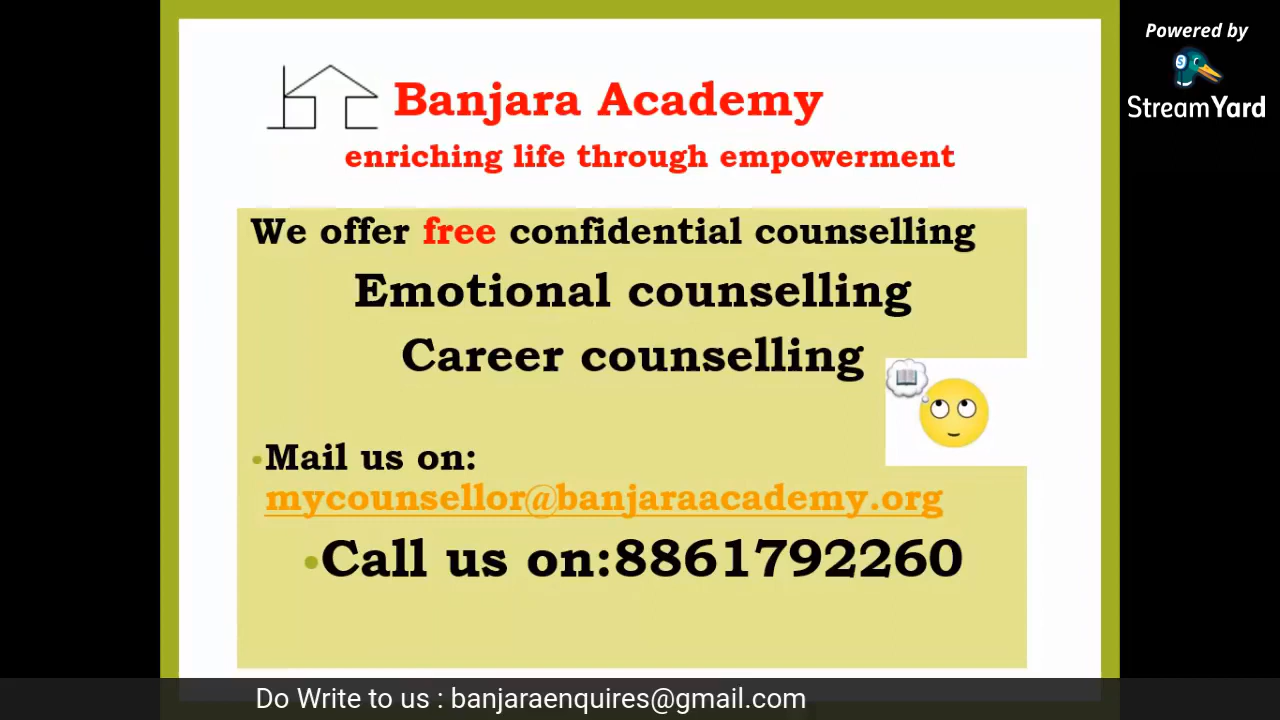 Powered by
StreamYard
Banjara Academy
enriching life through empowerment
We offer free confidential counselling
Emotional counselling
Career counselling
•Mail us on:
mycounsellor@banjaraacademy.org
•Call us on:8861792260
Do Write to us : banjaraenquires@gmail.com